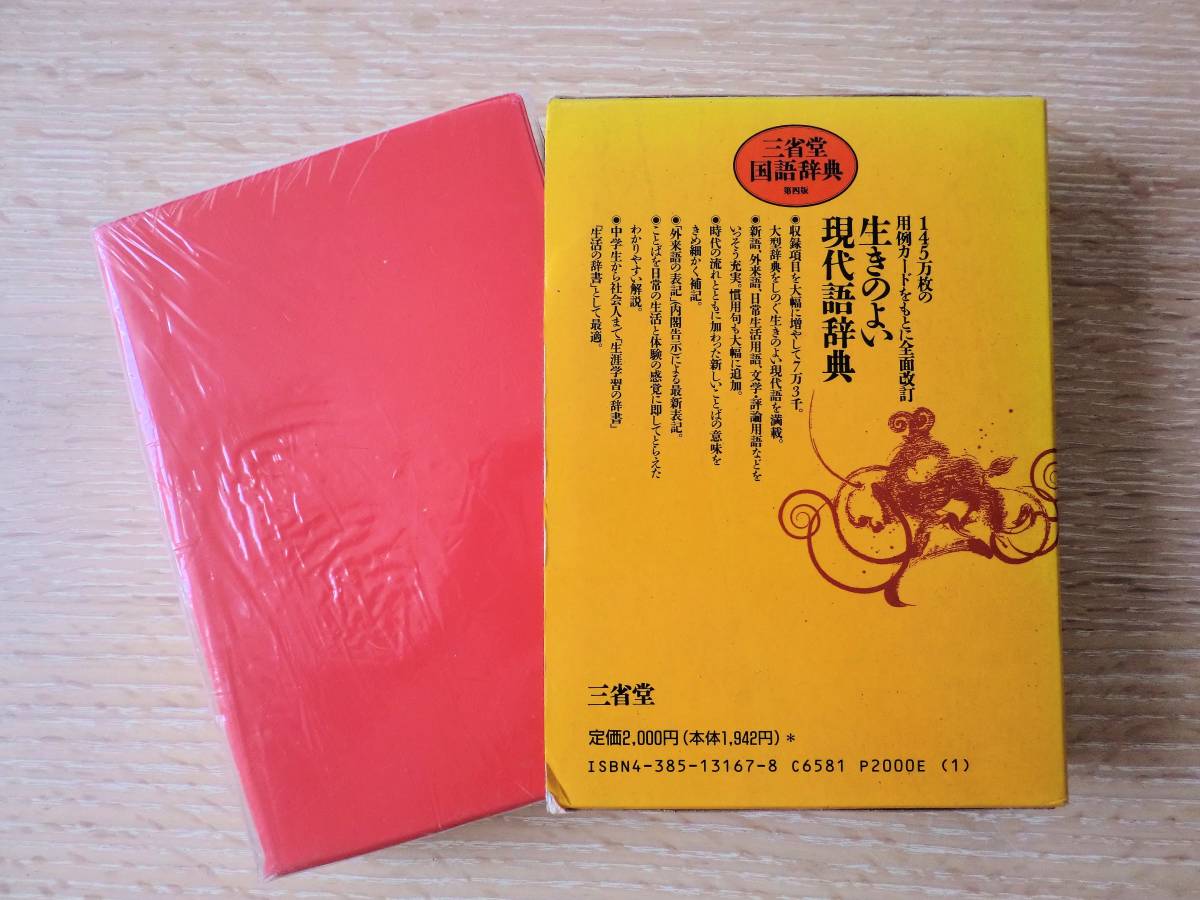 三省堂
国語辞典
第四版
145万枚の
用例カードをもとに全面改訂
生きのよい
現代語辞典
●収録項目を大幅に増やして7万3千。
大型辞典をしのぐ生きのよい現代語を満載。
●新語、外来語、日常生活用語、文学・評論用語などを
いっそう充実。慣用句も大幅に追加。
●時代の流れとともに加わった新しいことばの意味を
きめ細かく補記。
●「外来語の表記」(内閣告示)による最新表記。
●ことばを日常の生活と体験の感覚に即してとらえた
わかりやすい解説。
●中学生から社会人まで「生涯学習の辞書」
「生活の辞書」として最適。
三省堂
定価2,000円(本体1,942円)*
ISBN4-385-13167-8 C6581 P2000E (1)